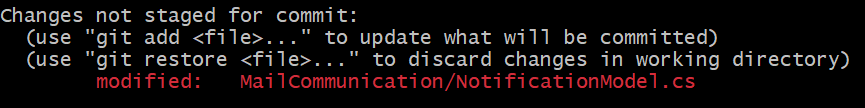 Changes not staged for commit:
  (use "git add <file>..." to update what will be committed)
  (use "git restore <file>..." to discard changes in working directory)
        modified:   MailCommunication/NotificationModel.cs